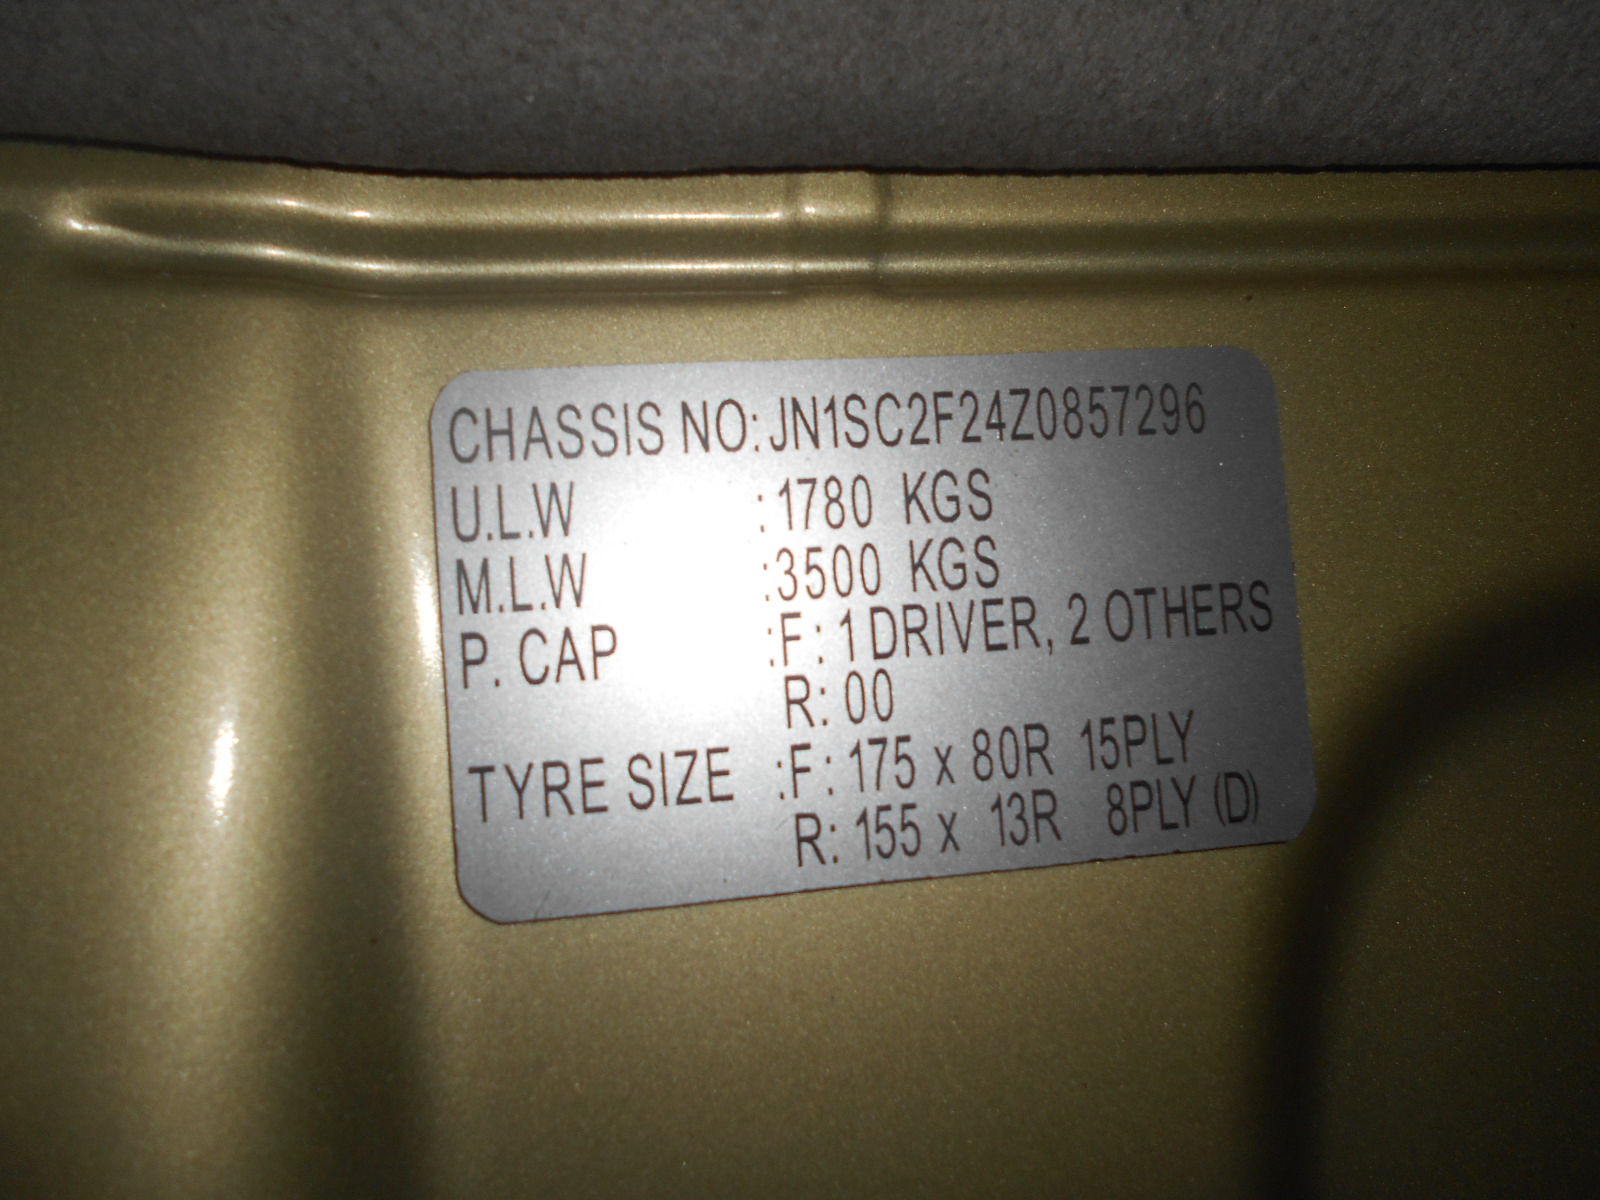 CHASSIS NO: JN1SC2F24Z0857296
U.L.W :1780 KGS
M.L.W :3500 KGS
P. CAP :F: 1 DRIVER, 2 OTHERS
R: 00
TYRE SIZE :F: 175 x 80R 15PLY
R: 155 x 13R 8PLY (D)